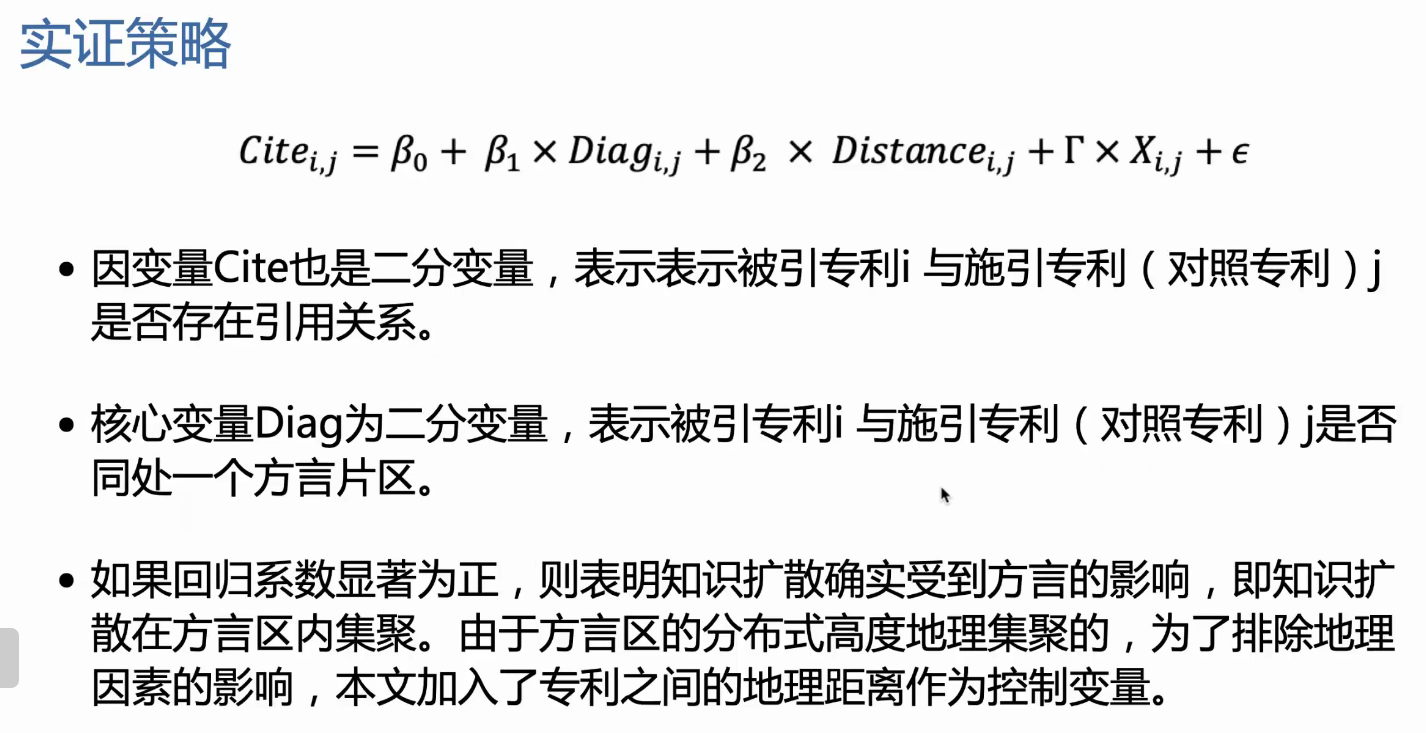 实证策略
Cite_{i,j} = β_0 + β_1 × Diag_{i,j} + β_2 × Distance_{i,j} + Γ × X_{i,j} + ϵ
• 因变量Cite也是二分变量，表示表示被引专利i 与施引专利（对照专利）j
是否存在引用关系。
• 核心变量Diag为二分变量，表示被引专利i 与施引专利（对照专利）j是否
同处一个方言片区。
• 如果回归系数显著为正，则表明知识扩散确实受到方言的影响，即知识扩
散在方言区内集聚。由于方言区的分布式高度地理集聚的，为了排除地理
因素的影响，本文加入了专利之间的地理距离作为控制变量。